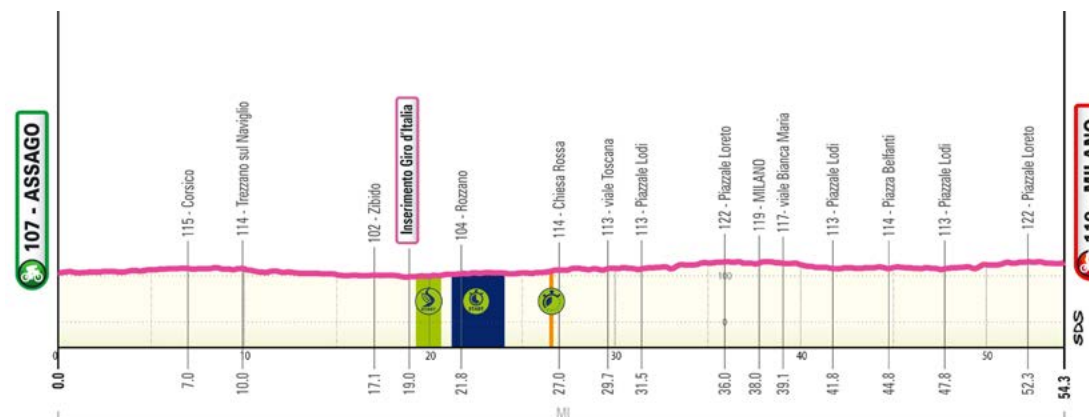 107 - ASSAGO
115 - Corsico
114 - Trezzano sul Naviglio
102 - Zibido
Inserimento Giro d'Italia
104 - Rozzano
114 - Chiesa Rossa
113 - viale Toscana
113 - Piazzale Lodi
122 - Piazzale Loreto
119 - MILANO
117- viale Bianca Maria
113 - Piazzale Lodi
114 - Piazza Belfanti
113 - Piazzale Lodi
122 - Piazzale Loreto
MILANO
100
0
START
START
SDS
0 10 20 30 40 50
0.0 7.0 10.0 17.1 19.0 21.8 27.0 29.7 31.5 36.0 38.0 39.1 41.8 44.8 47.8 52.3 54.3
MI